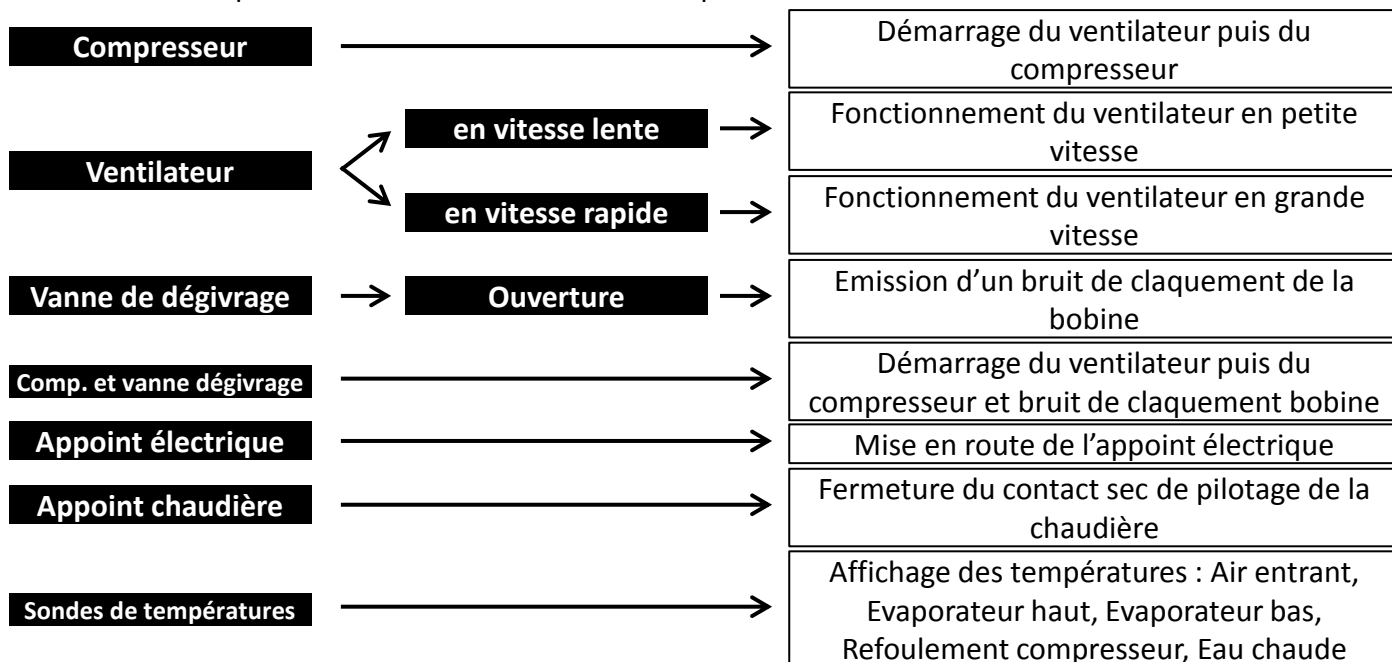 Compresseur
Démarrage du ventilateur puis du
compresseur
Ventilateur
en vitesse lente
Fonctionnement du ventilateur en petite
vitesse
en vitesse rapide
Fonctionnement du ventilateur en grande
vitesse
Vanne de dégivrage
Ouverture
Emission d’un bruit de claquement de la
bobine
Comp. et vanne dégivrage
Démarrage du ventilateur puis du
compresseur et bruit de claquement bobine
Appoint électrique
Mise en route de l’appoint électrique
Appoint chaudière
Fermeture du contact sec de pilotage de la
chaudière
Sondes de températures
Affichage des températures : Air entrant,
Evaporateur haut, Evaporateur bas,
Refoulement compresseur, Eau chaude